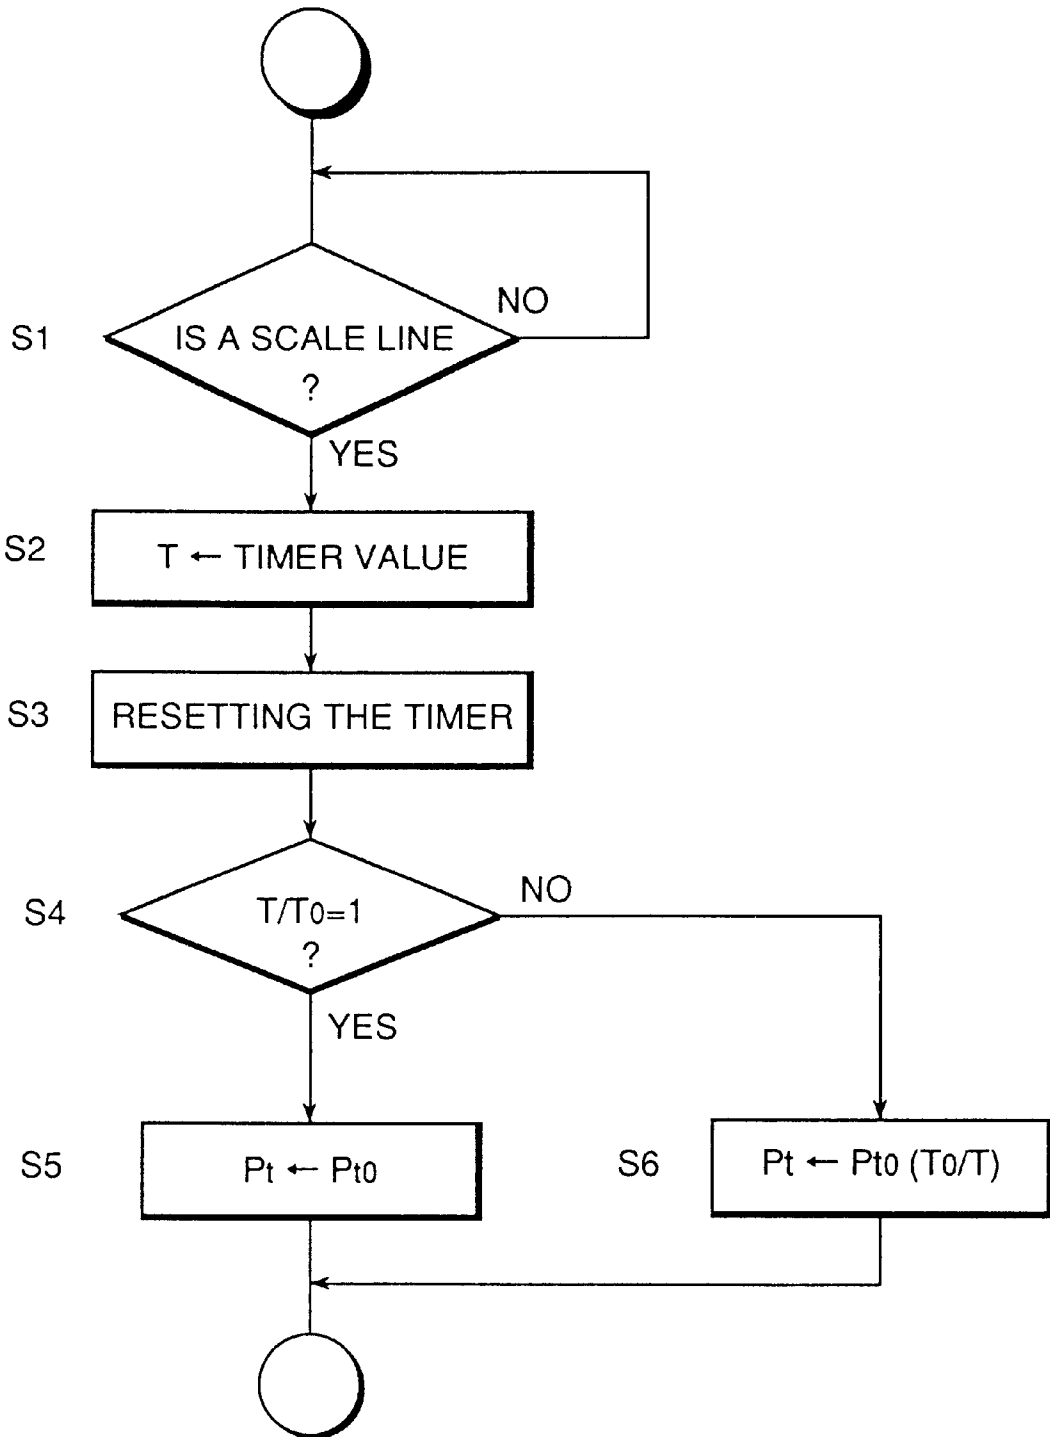 NO
S1 IS A SCALE LINE
?
YES
S2 T ← TIMER VALUE
S3 RESETTING THE TIMER
S4 T/T0=1 NO
?
YES
S5 Pt ← Pt0 S6 Pt ← Pt0 (T0/T)